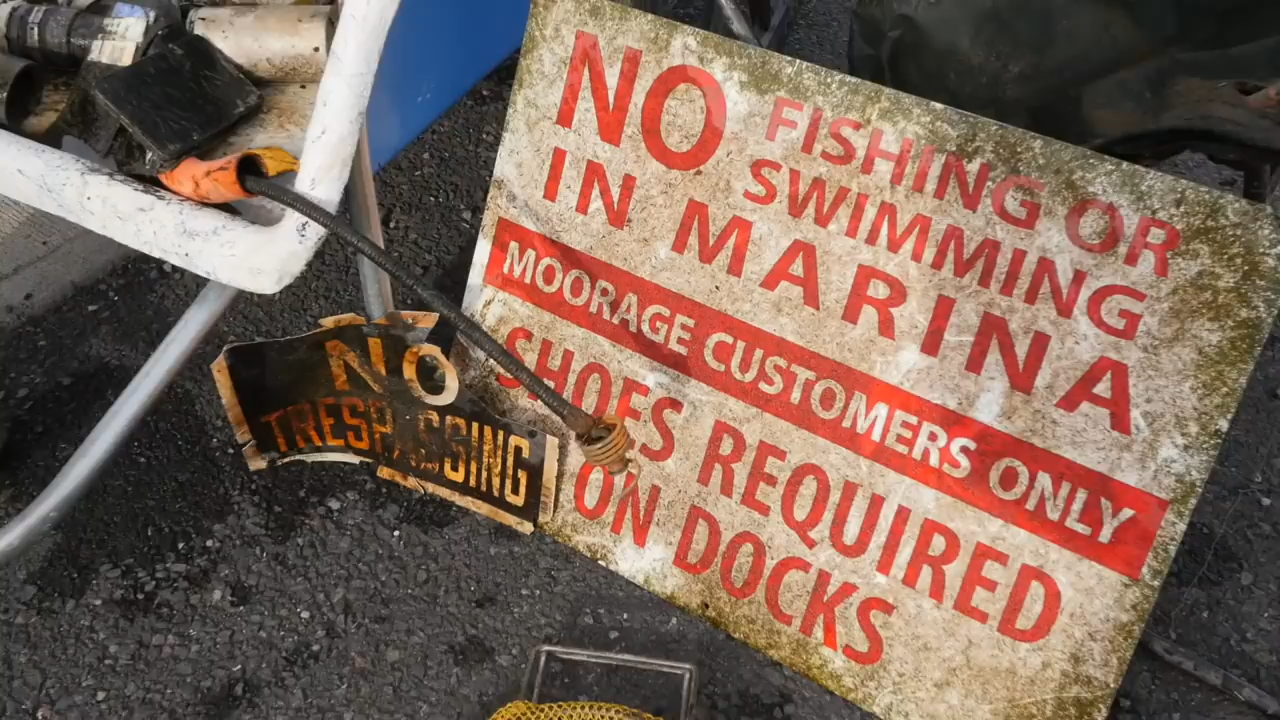 NO FISHING OR
SWIMMING
IN MARINA
MOORAGE CUSTOMERS ONLY
SHOES REQUIRED
ON DOCKS
NO
TRESPASSING